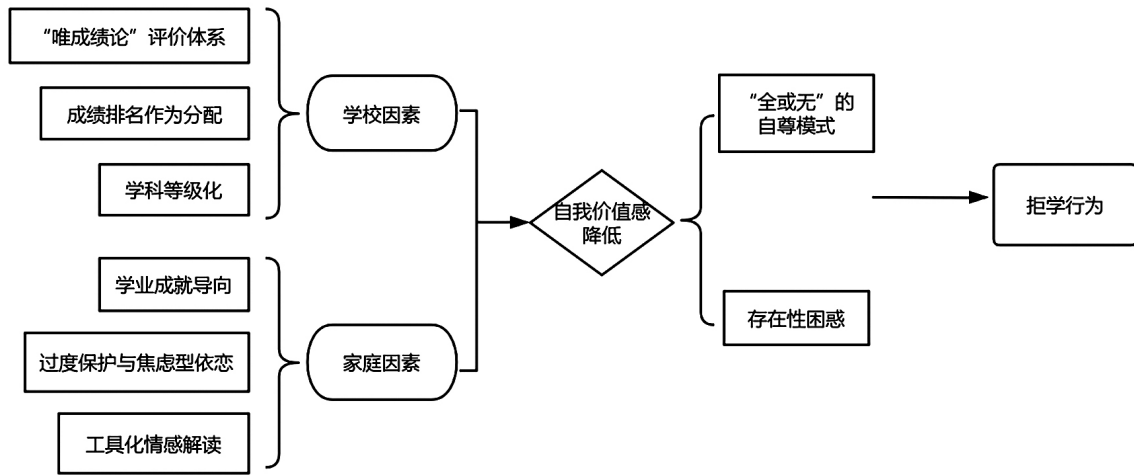 “唯成绩论”评价体系
成绩排名作为分配
学科等级化
学校因素
学业成就导向
过度保护与焦虑型依恋
工具化情感解读
家庭因素
自我价值感
降低
“全或无”的
自尊模式
存在性困惑
拒学行为